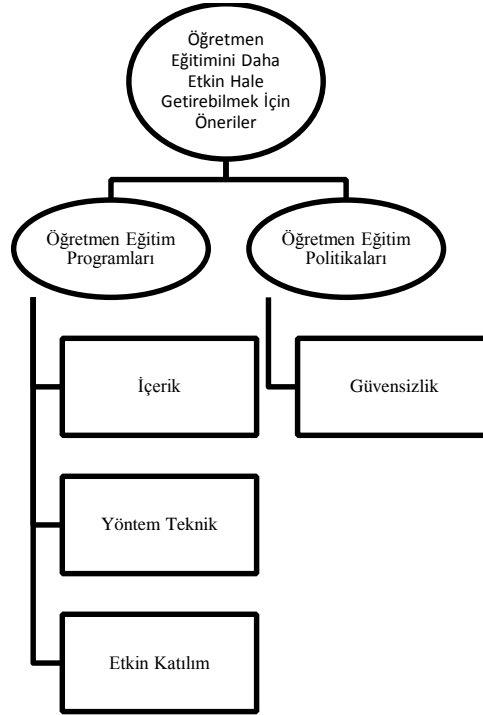 Öğretmen
Eğitimini Daha
Etkin Hale
Getirebilmek İçin
Öneriler
Öğretmen Eğitim
Programları
Öğretmen Eğitim
Politikaları
İçerik
Güvensizlik
Yöntem Teknik
Etkin Katılım